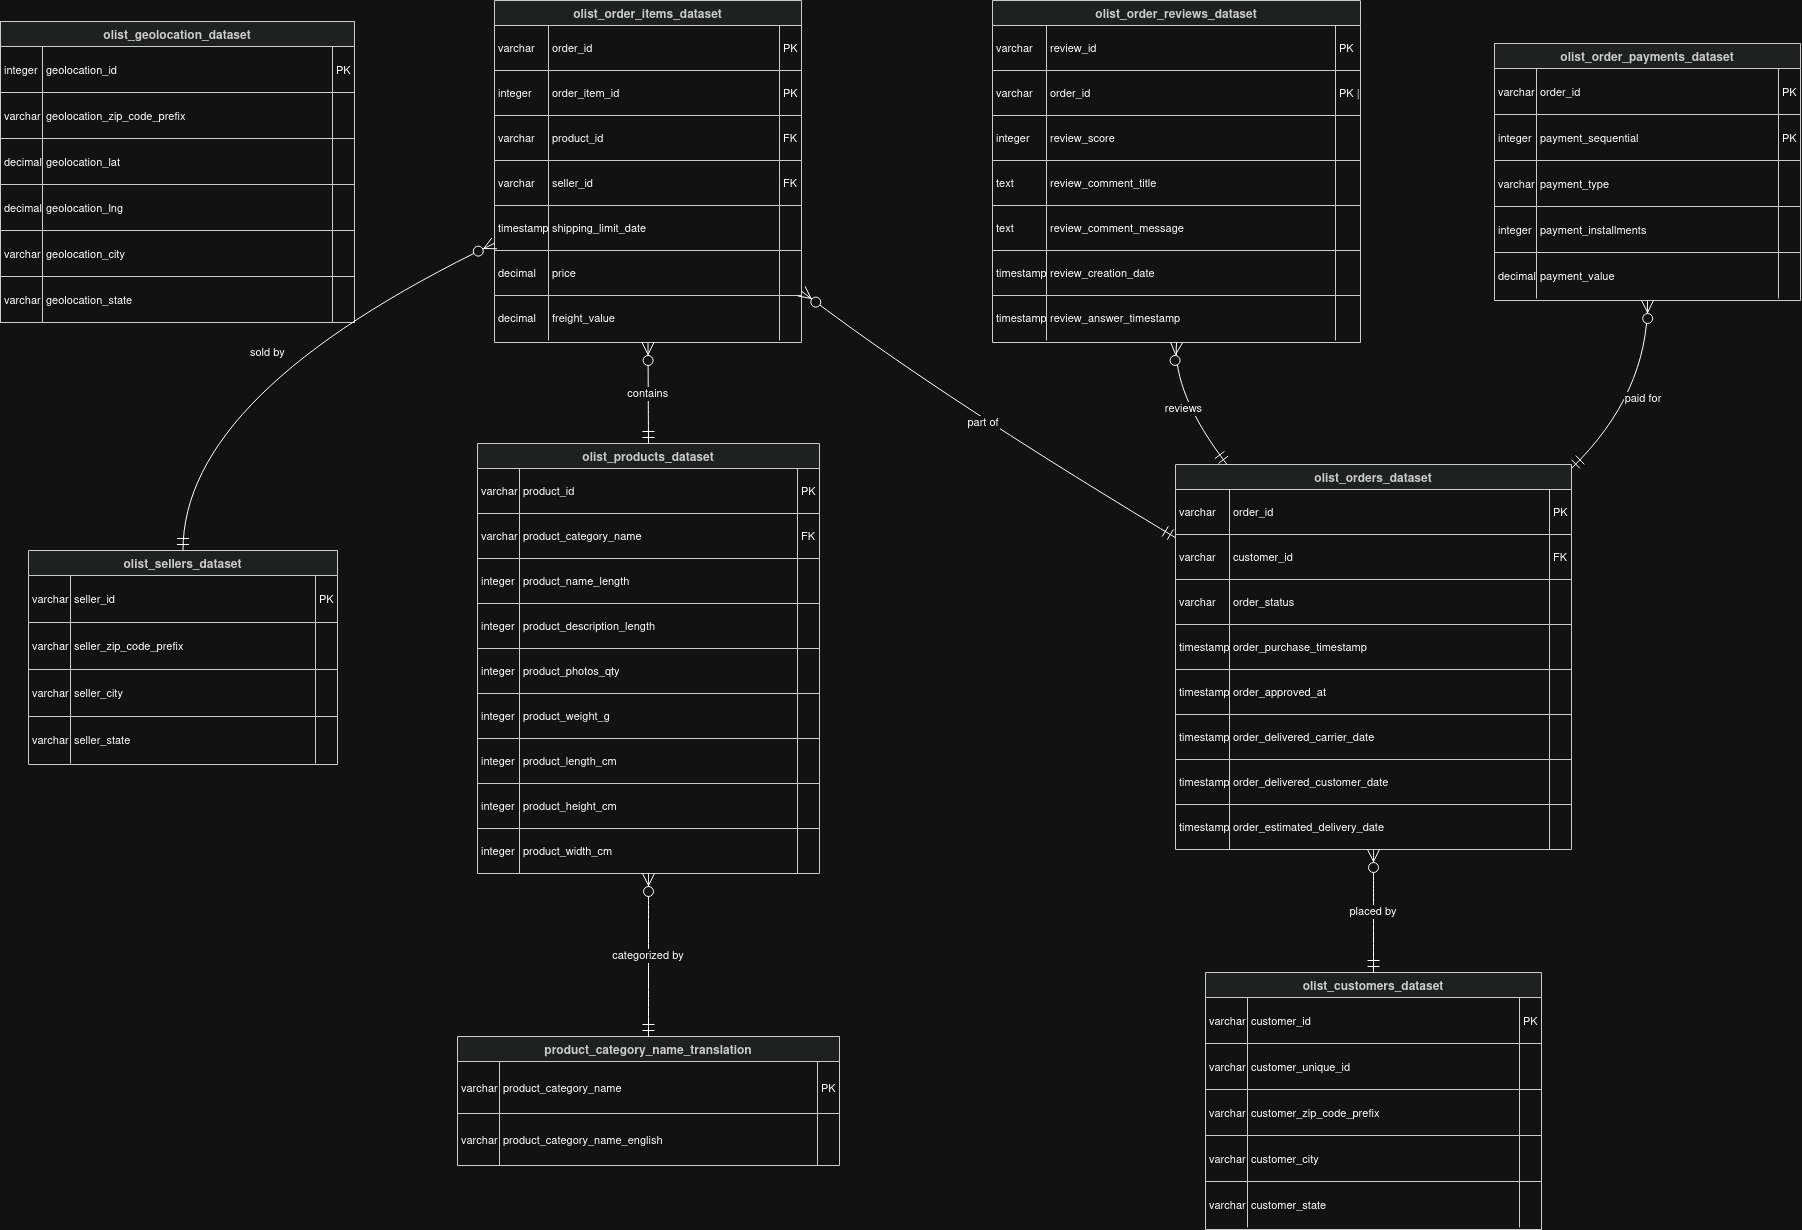 olist_geolocation_dataset
integer geolocation_id PK
varchar geolocation_zip_code_prefix
decimal geolocation_lat
decimal geolocation_lng
varchar geolocation_city
varchar geolocation_state
olist_order_items_dataset
varchar order_id PK
integer order_item_id PK
varchar product_id FK
varchar seller_id FK
timestamp shipping_limit_date
decimal price
decimal freight_value
olist_order_reviews_dataset
varchar review_id PK
varchar order_id PK |
integer review_score
text review_comment_title
text review_comment_message
timestamp review_creation_date
timestamp review_answer_timestamp
olist_order_payments_dataset
varchar order_id PK
integer payment_sequential PK
varchar payment_type
integer payment_installments
decimal payment_value
sold by
contains
part of
reviews
paid for
olist_sellers_dataset
varchar seller_id PK
varchar seller_zip_code_prefix
varchar seller_city
varchar seller_state
olist_products_dataset
varchar product_id PK
varchar product_category_name FK
integer product_name_length
integer product_description_length
integer product_photos_qty
integer product_weight_g
integer product_length_cm
integer product_height_cm
integer product_width_cm
olist_orders_dataset
varchar order_id PK
varchar customer_id FK
varchar order_status
timestamp order_purchase_timestamp
timestamp order_approved_at
timestamp order_delivered_carrier_date
timestamp order_delivered_customer_date
timestamp order_estimated_delivery_date
categorized by
placed by
product_category_name_translation
varchar product_category_name PK
varchar product_category_name_english
olist_customers_dataset
varchar customer_id PK
varchar customer_unique_id
varchar customer_zip_code_prefix
varchar customer_city
varchar customer_state